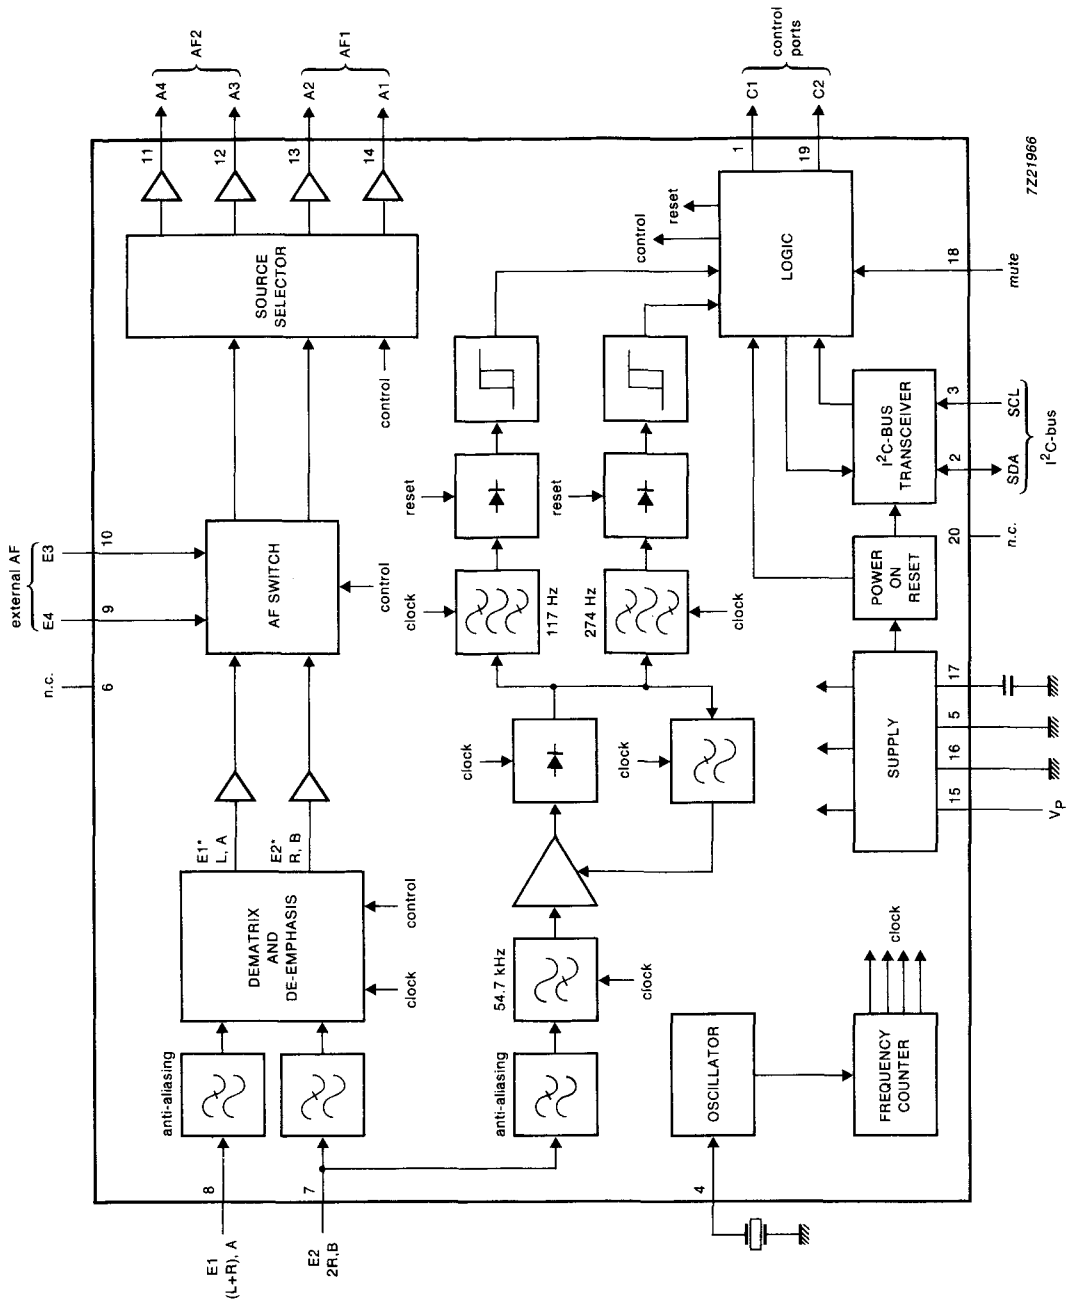 external AF
E4
E3
n.c.
6
9
10
E1
(L+R), A
8
E2
2R,B
7
anti-aliasing
DEMATRIX
AND
DE-EMPHASIS
clock
control
E1*
L, A
E2*
R, B
AF SWITCH
control
SOURCE
SELECTOR
control
11
12
13
14
A4
A3
A2
A1
AF2
AF1
anti-aliasing
54.7 kHz
clock
clock
clock
clock
117 Hz
274 Hz
clock
reset
reset
control
reset
LOGIC
1
19
C1
C2
control
ports
18
mute
4
OSCILLATOR
FREQUENCY
COUNTER
clock
SUPPLY
15
16
5
17
VP
POWER
ON
RESET
20
n.c.
I2C-BUS
TRANSCEIVER
2
3
SDA
SCL
I2C-bus
7Z21966